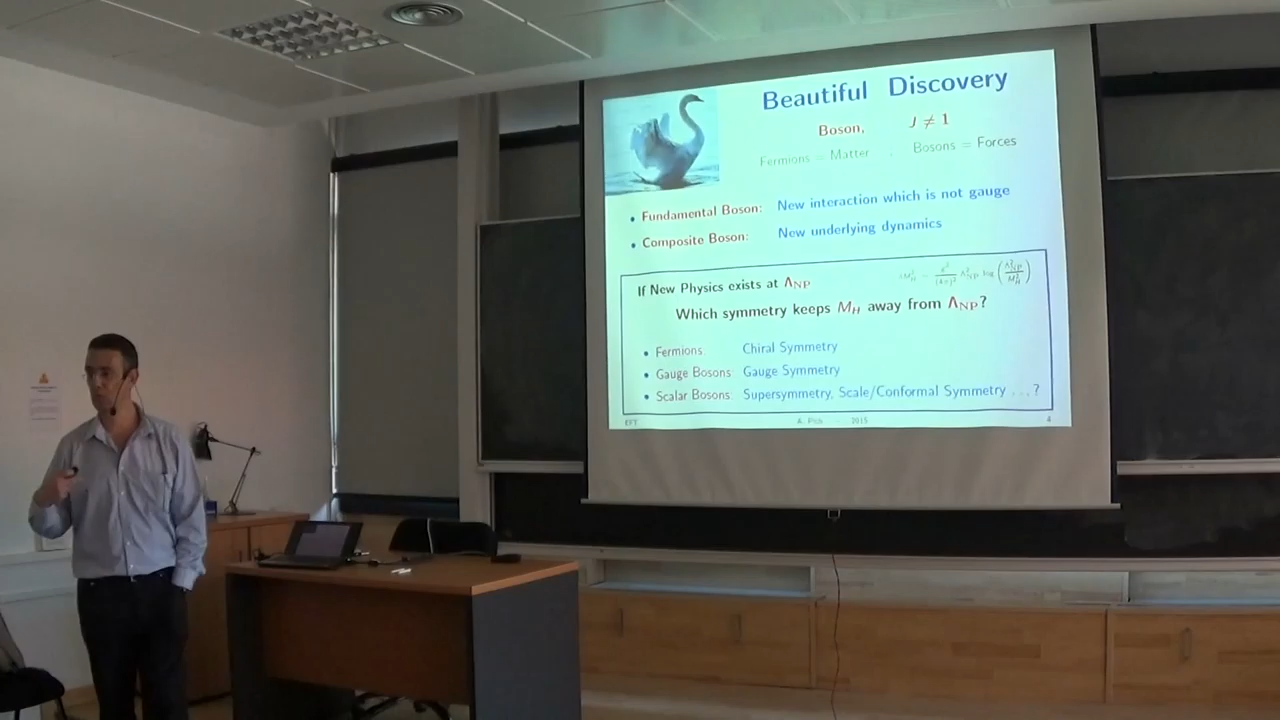 Beautiful Discovery
Boson, J ≠ 1
Fermions = Matter , Bosons = Forces
• Fundamental Boson: New interaction which is not gauge
• Composite Boson: New underlying dynamics
If New Physics exists at Λ_NP
Which symmetry keeps M_H away from Λ_NP?
• Fermions: Chiral Symmetry
• Gauge Bosons: Gauge Symmetry
• Scalar Bosons: Supersymmetry, Scale/Conformal Symmetry ...?
EFT A. Pich - 2015 4